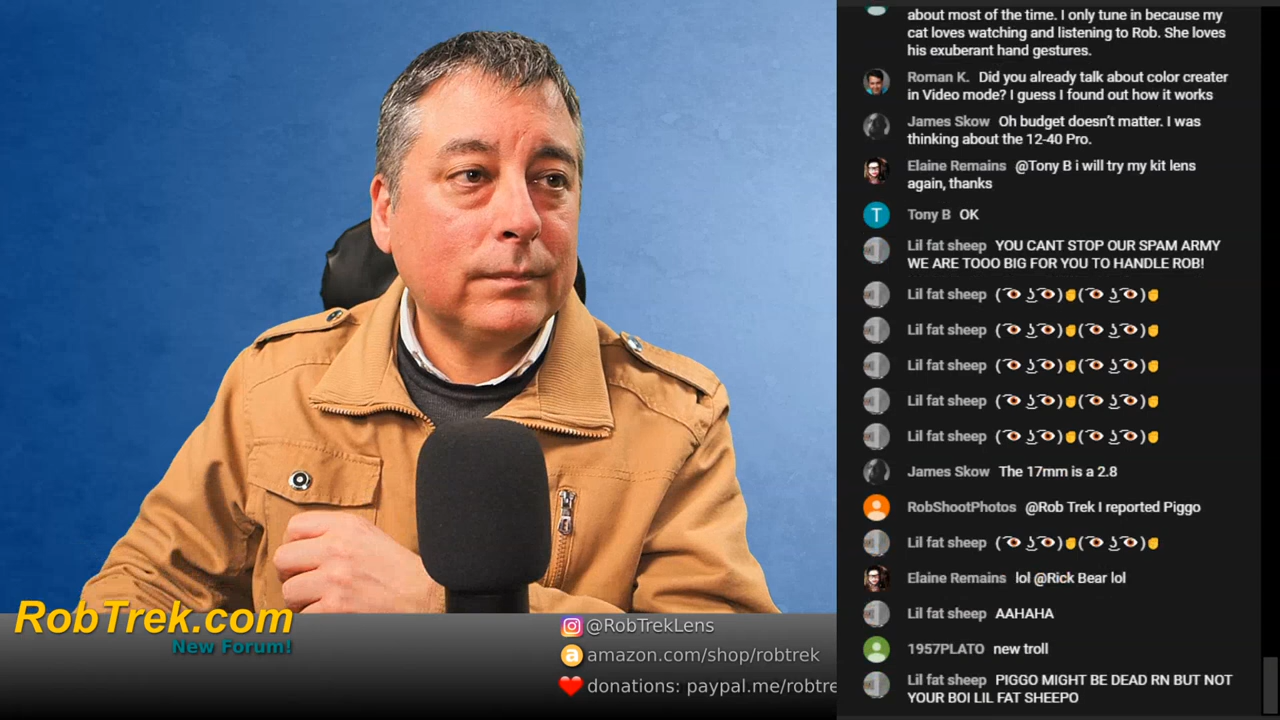 about most of the time. I only tune in because my
cat loves watching and listening to Rob. She loves
his exuberant hand gestures.
Roman K. Did you already talk about color creater
in Video mode? I guess I found out how it works
James Skow Oh budget doesn't matter. I was
thinking about the 12-40 Pro.
Elaine Remains @Tony B i will try my kit lens
again, thanks
T Tony B OK
Lil fat sheep YOU CANT STOP OUR SPAM ARMY
WE ARE TOOO BIG FOR YOU TO HANDLE ROB!
Lil fat sheep (👁 ͜ʖ👁)✊(👁 ͜ʖ👁)✊
Lil fat sheep (👁 ͜ʖ👁)✊(👁 ͜ʖ👁)✊
Lil fat sheep (👁 ͜ʖ👁)✊(👁 ͜ʖ👁)✊
Lil fat sheep (👁 ͜ʖ👁)✊(👁 ͜ʖ👁)✊
Lil fat sheep (👁 ͜ʖ👁)✊(👁 ͜ʖ👁)✊
James Skow The 17mm is a 2.8
RobShootPhotos @Rob Trek I reported Piggo
Lil fat sheep (👁 ͜ʖ👁)✊(👁 ͜ʖ👁)✊
Elaine Remains lol @Rick Bear lol
Lil fat sheep AAHAHA
1957PLATO new troll
Lil fat sheep PIGGO MIGHT BE DEAD RN BUT NOT
YOUR BOI LIL FAT SHEEPO
RobTrek.com
New Forum!
@RobTrekLens
a amazon.com/shop/robtrek
donations: paypal.me/robtre